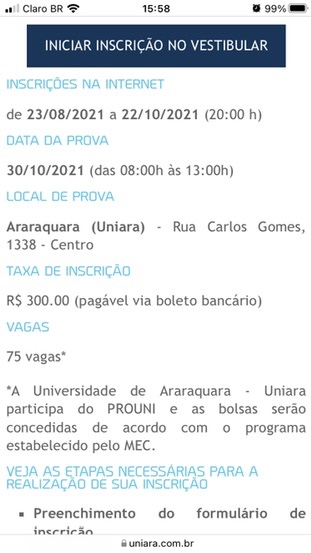 Claro BR 15:58 99%
INICIAR INSCRIÇÃO NO VESTIBULAR
INSCRIÇÕES NA INTERNET
de 23/08/2021 a 22/10/2021 (20:00 h)
DATA DA PROVA
30/10/2021 (das 08:00h às 13:00h)
LOCAL DE PROVA
Araraquara (Uniara) - Rua Carlos Gomes,
1338 - Centro
TAXA DE INSCRIÇÃO
R$ 300.00 (pagável via boleto bancário)
VAGAS
75 vagas*
*A Universidade de Araraquara - Uniara
participa do PROUNI e as bolsas serão
concedidas de acordo com o programa
estabelecido pelo MEC.
VEJA AS ETAPAS NECESSÁRIAS PARA A
REALIZAÇÃO DE SUA INSCRIÇÃO
Preenchimento do formulário de
inscrição
uniara.com.br